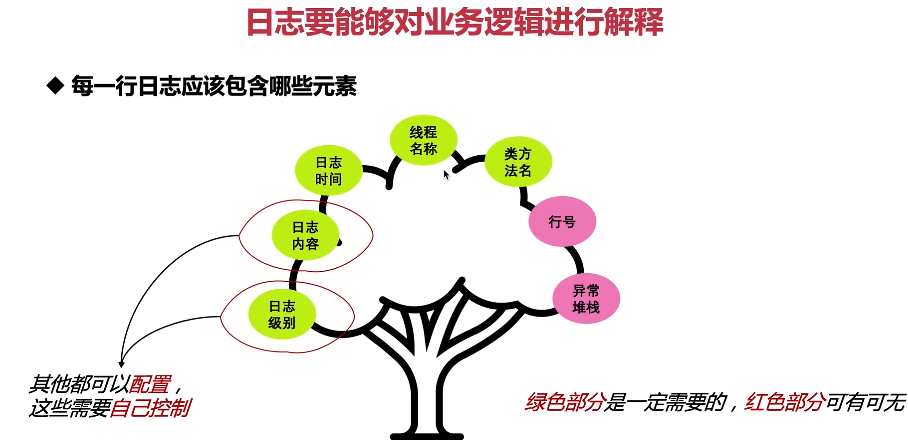 日志要能够对业务逻辑进行解释
◆ 每一行日志应该包含哪些元素
线程
名称
日志
时间
类方
法名
日志
内容
行号
日志
级别
异常
堆栈
其他都可以配置，
这些需要自己控制
绿色部分是一定需要的，红色部分可有可无